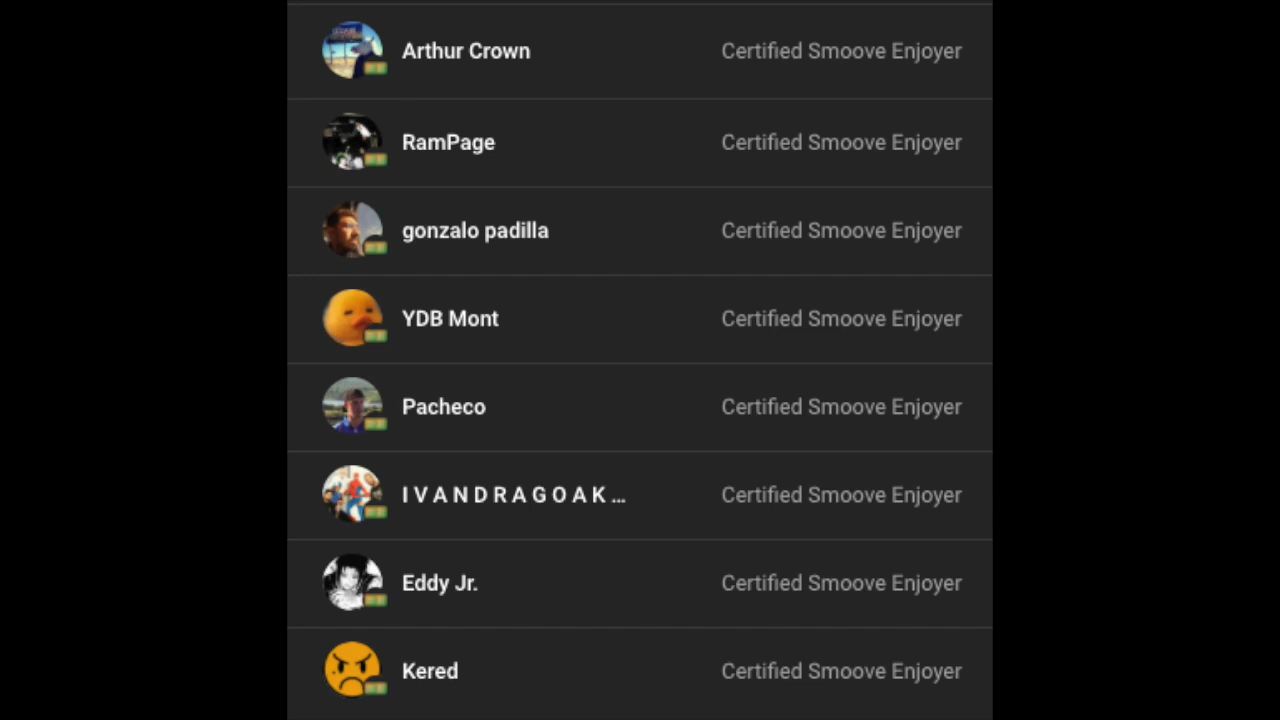 Arthur Crown Certified Smoove Enjoyer
RamPage Certified Smoove Enjoyer
gonzalo padilla Certified Smoove Enjoyer
YDB Mont Certified Smoove Enjoyer
Pacheco Certified Smoove Enjoyer
I V A N D R A G O A K ... Certified Smoove Enjoyer
Eddy Jr. Certified Smoove Enjoyer
Kered Certified Smoove Enjoyer